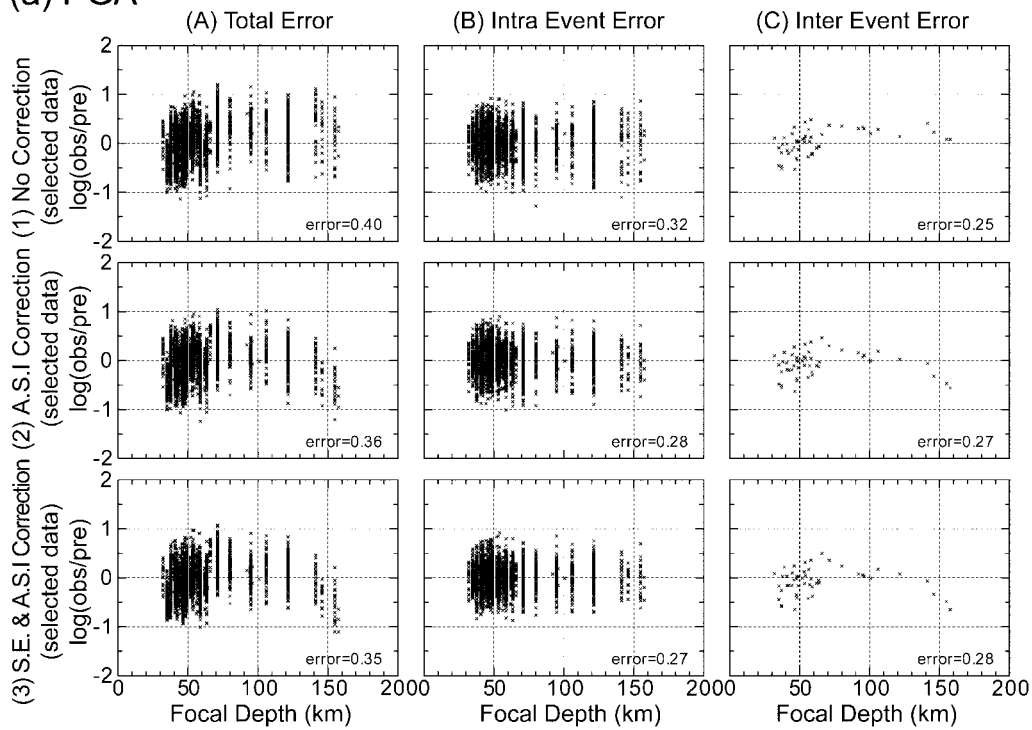 (a) PGA
(A) Total Error
(B) Intra Event Error
(C) Inter Event Error
(1) No Correction
(selected data)
log(obs/pre)
2
1
0
-1
-2
error=0.40
error=0.32
error=0.25
(2) A.S.I Correction
(selected data)
log(obs/pre)
2
1
0
-1
-2
error=0.36
error=0.28
error=0.27
(3) S.E. & A.S.I Correction
(selected data)
log(obs/pre)
2
1
0
-1
-2
error=0.35
error=0.27
error=0.28
0 50 100 150 200
0 50 100 150 200
0 50 100 150 200
Focal Depth (km)
Focal Depth (km)
Focal Depth (km)